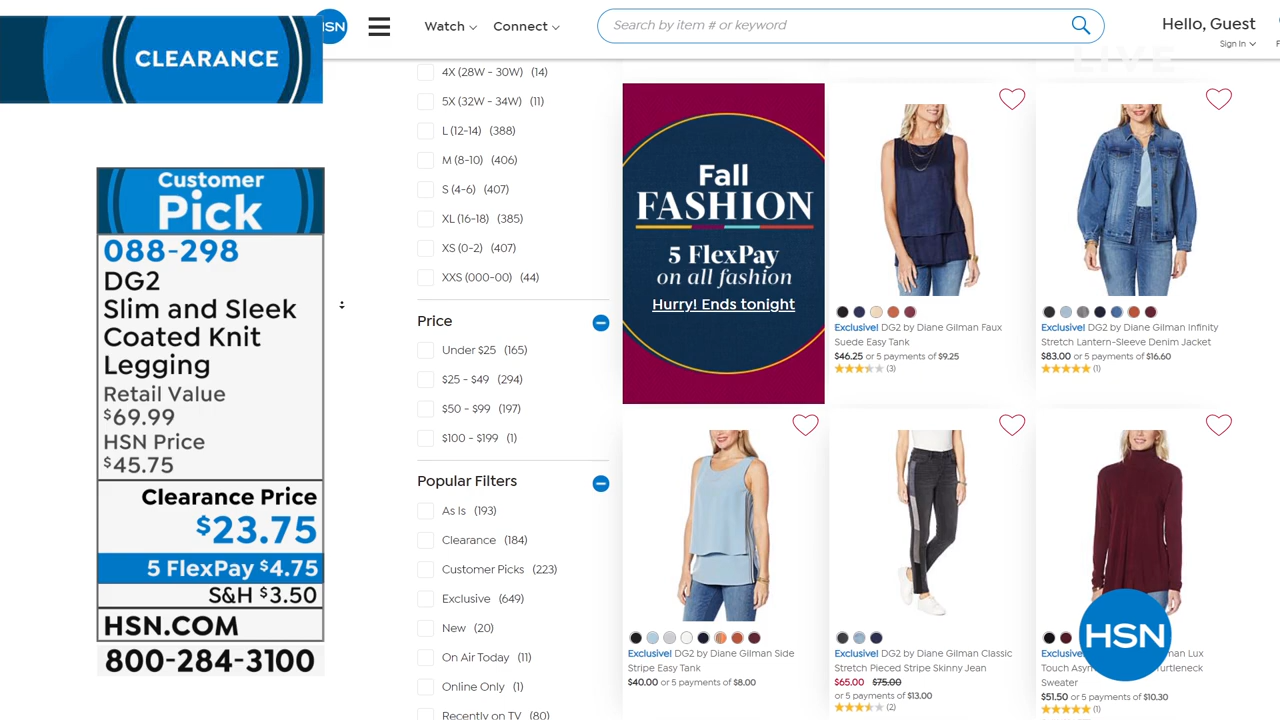 CLEARANCE
HSN
Watch
Connect
Search by item # or keyword
Hello, Guest
Sign In
LIVE
Customer
Pick
088-298
DG2
Slim and Sleek
Coated Knit
Legging
Retail Value
$69.99
HSN Price
$45.75
Clearance Price
$23.75
5 FlexPay $4.75
S&H $3.50
HSN.COM
800-284-3100
4X (28W - 30W) (14)
5X (32W - 34W) (11)
L (12-14) (388)
M (8-10) (406)
S (4-6) (407)
XL (16-18) (385)
XS (0-2) (407)
XXS (000-00) (44)
Price
Under $25 (165)
$25 - $49 (294)
$50 - $99 (197)
$100 - $199 (1)
Popular Filters
As Is (193)
Clearance (184)
Customer Picks (223)
Exclusive (649)
New (20)
On Air Today (11)
Online Only (1)
Recently on TV (80)
Fall
FASHION
5 FlexPay
on all fashion
Hurry! Ends tonight
Exclusive! DG2 by Diane Gilman Faux
Suede Easy Tank
$46.25 or 5 payments of $9.25
(3)
Exclusive! DG2 by Diane Gilman Infinity
Stretch Lantern-Sleeve Denim Jacket
$83.00 or 5 payments of $16.60
(1)
Exclusive! DG2 by Diane Gilman Side
Stripe Easy Tank
$40.00 or 5 payments of $8.00
Exclusive! DG2 by Diane Gilman Classic
Stretch Pieced Stripe Skinny Jean
$65.00 $75.00
or 5 payments of $13.00
(2)
Lux
Touch
Sweater
$51.50 or 5 payments of $10.30
(1)
HSN